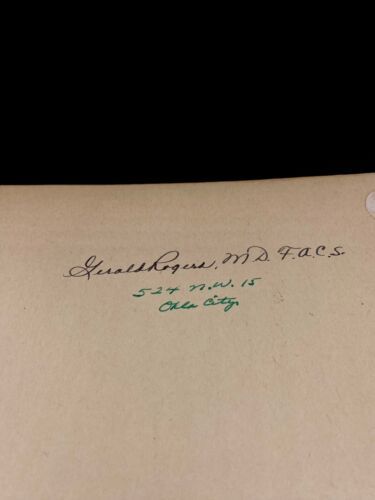 Gerald Rogers, M.D. F.A.C.S.
524 N.W. 15
Okla City